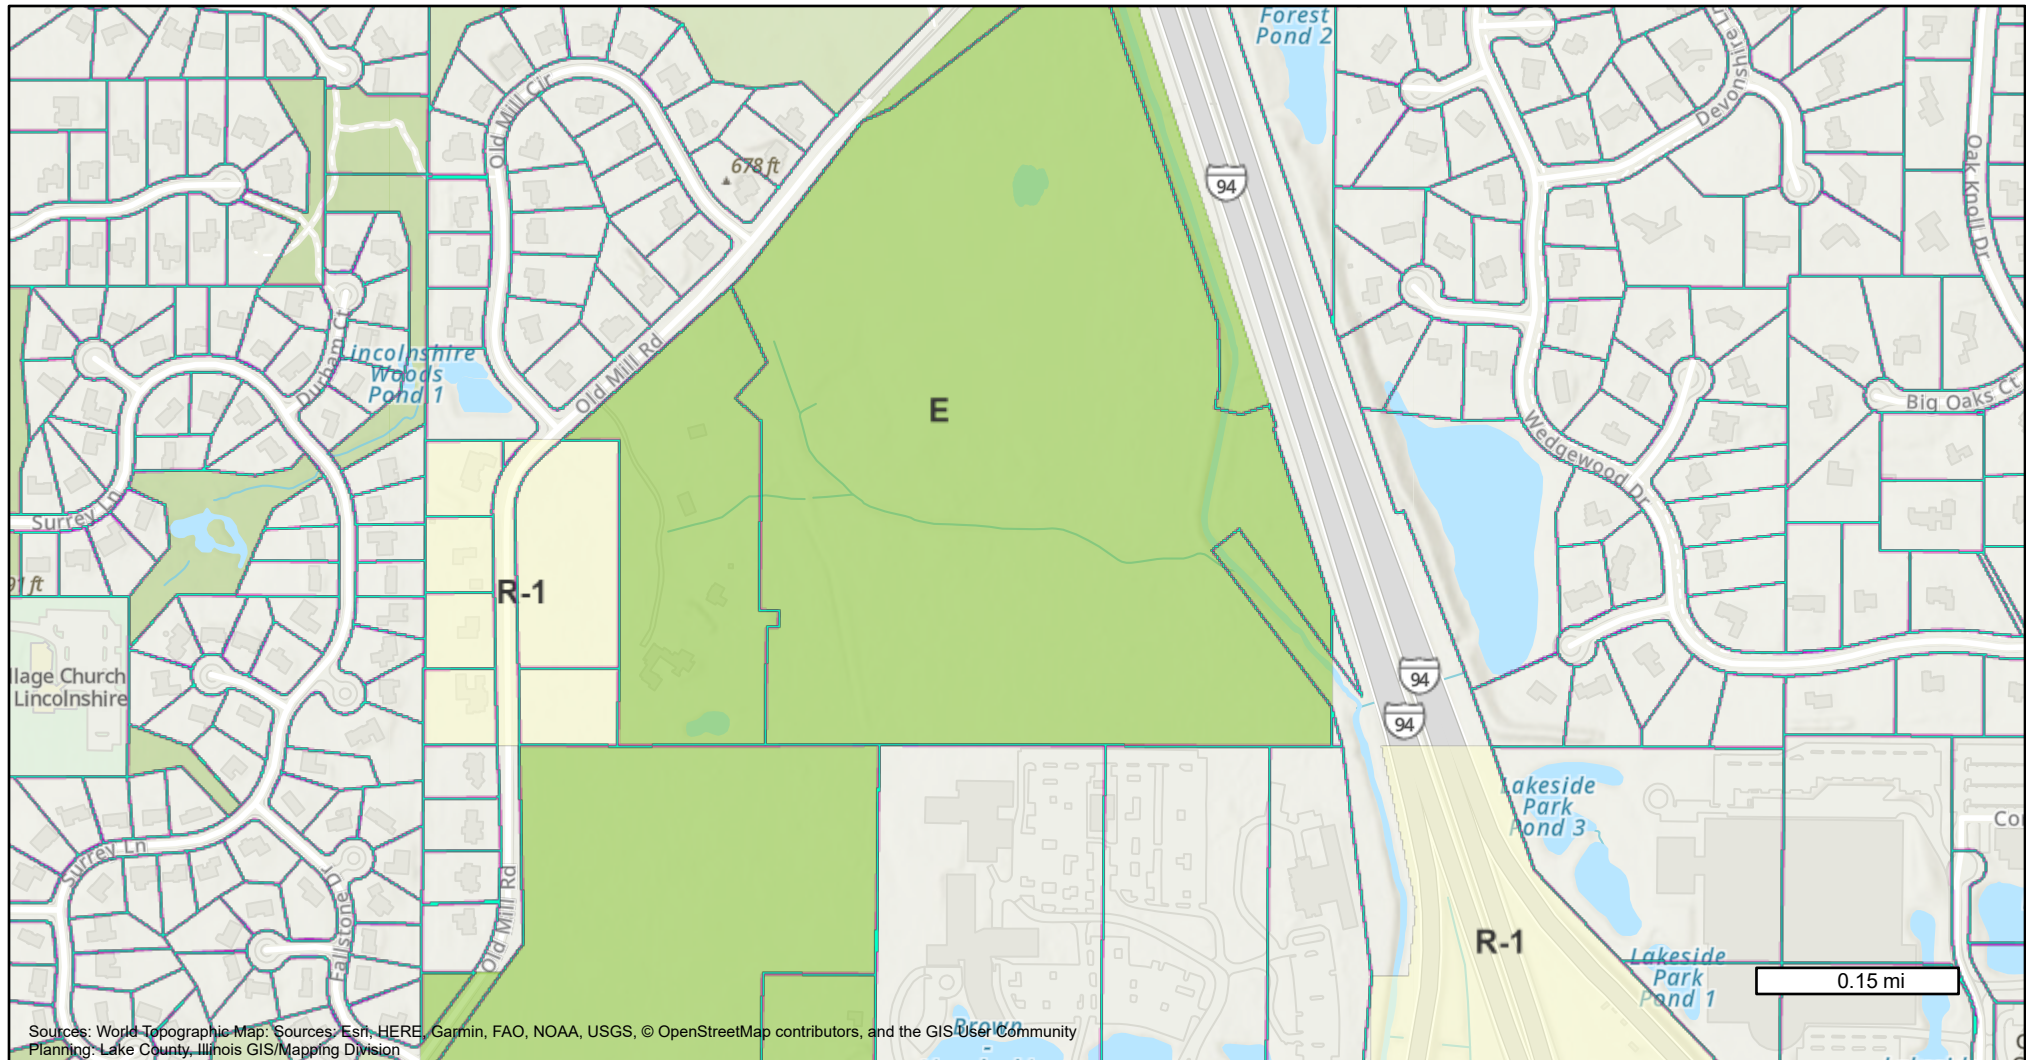 Forest
Pond 2
Devonshire Ln
Old Mill Cir
678 ft
94
Oak Knoll Dr
Durham Ct
Lincolnshire
Woods
Pond 1
Old Mill Rd
E
Big Oaks Ct
Wedgewood Dr
Surrey Ln
91 ft
R-1
llage Church
Lincolnshire
94
94
Lakeside
Park
Pond 3
Surrey Ln
Fallstone Dr
Old Mill Rd
R-1
Lakeside
Park
Pond 1
0.15 mi
Brown
-
Sources: World Topographic Map: Sources: Esri, HERE, Garmin, FAO, NOAA, USGS, © OpenStreetMap contributors, and the GIS User Community
Planning: Lake County, Illinois GIS/Mapping Division